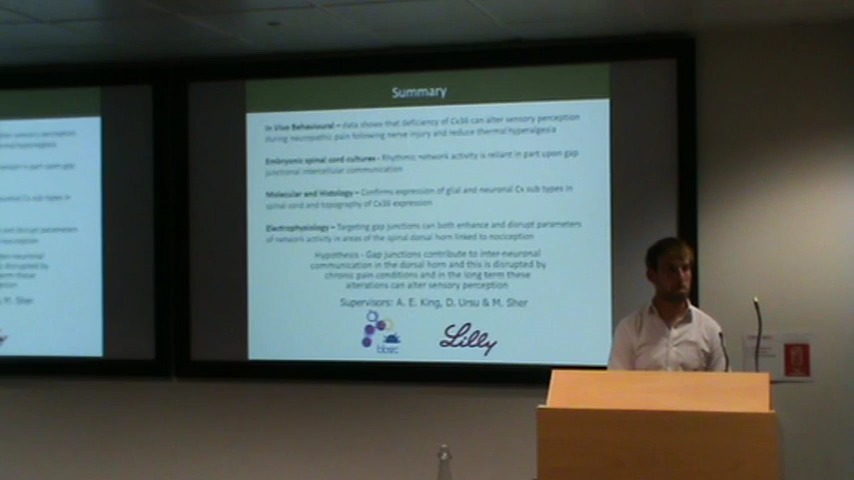 Summary
In Vivo Behavioural – data shows that deficiency of Cx36 can alter sensory perception
during neuropathic pain following nerve injury and reduce thermal hyperalgesia
Embryonic spinal cord cultures - Rhythmic network activity is reliant in part upon gap
junctional intercellular communication
Molecular and Histology – Confirms expression of glial and neuronal Cx sub types in
spinal cord and topography of Cx36 expression
Electrophysiology – Targeting gap junctions can both enhance and disrupt parameters
of network activity in areas of the spinal dorsal horn linked to nociception
Hypothesis - Gap junctions contribute to inter-neuronal
communication in the dorsal horn and this is disrupted by
chronic pain conditions and in the long term these
alterations can alter sensory perception
Supervisors: A. E. King, D. Ursu & M. Sher
bbsrc
Lilly